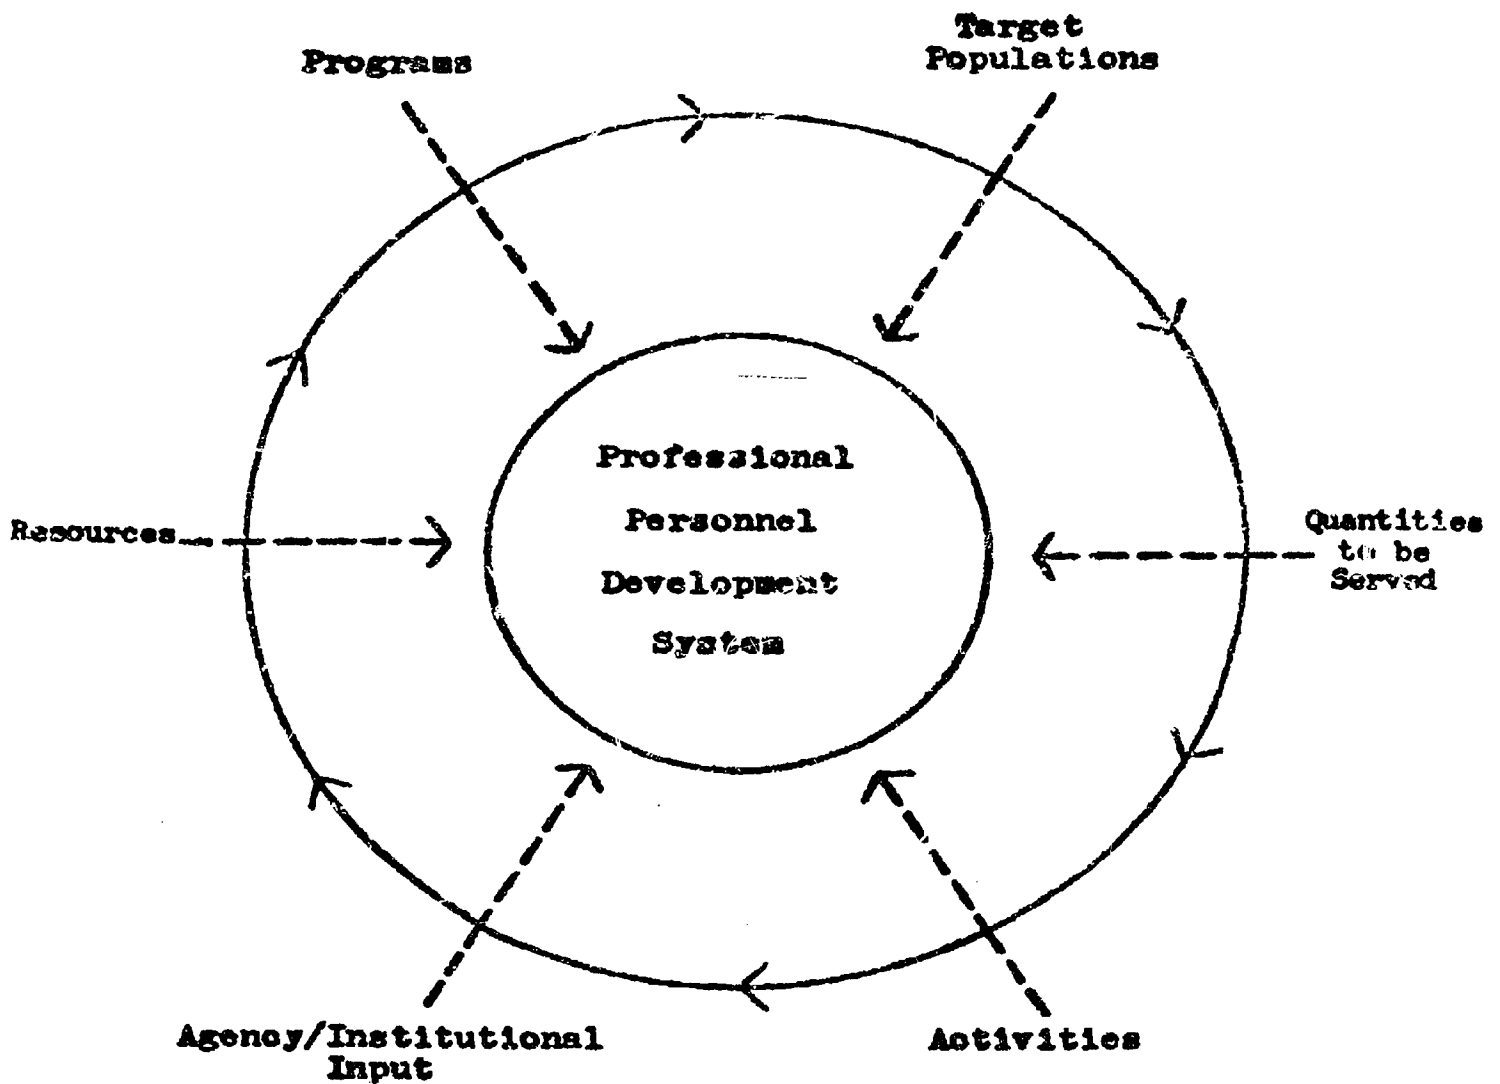 Target
Programs
Populations
Professional
Personnel
Development
System
Resources
Quantities
to be
Served
Agency/Institutional
Input
Activities